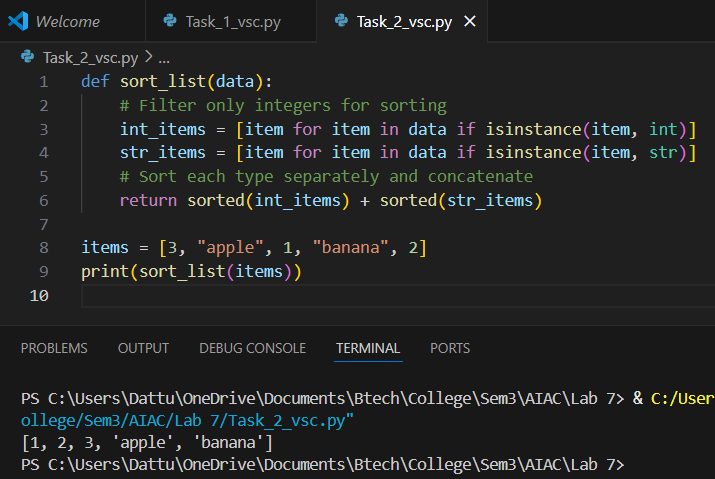 Welcome Task_1_vsc.py Task_2_vsc.py
Task_2_vsc.py > ...
1 def sort_list(data):
2     # Filter only integers for sorting
3     int_items = [item for item in data if isinstance(item, int)]
4     str_items = [item for item in data if isinstance(item, str)]
5     # Sort each type separately and concatenate
6     return sorted(int_items) + sorted(str_items)
7
8 items = [3, "apple", 1, "banana", 2]
9 print(sort_list(items))
10
PROBLEMS OUTPUT DEBUG CONSOLE TERMINAL PORTS
PS C:\Users\Dattu\OneDrive\Documents\Btech\College\Sem3\AIAC\Lab 7> & C:/User
ollege/Sem3/AIAC/Lab 7/Task_2_vsc.py"
[1, 2, 3, 'apple', 'banana']
PS C:\Users\Dattu\OneDrive\Documents\Btech\College\Sem3\AIAC\Lab 7>